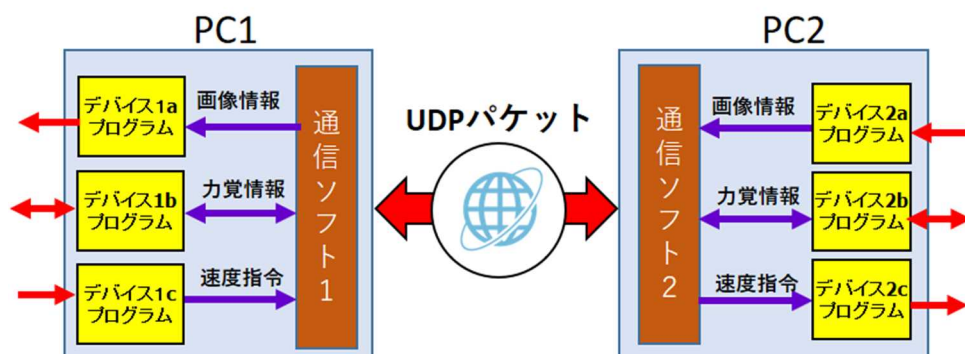 PC1
PC2
デバイス1a
プログラム
画像情報
デバイス1b
プログラム
力覚情報
デバイス1c
プログラム
速度指令
通信ソフト1
UDPパケット
通信ソフト2
画像情報
デバイス2a
プログラム
力覚情報
デバイス2b
プログラム
速度指令
デバイス2c
プログラム